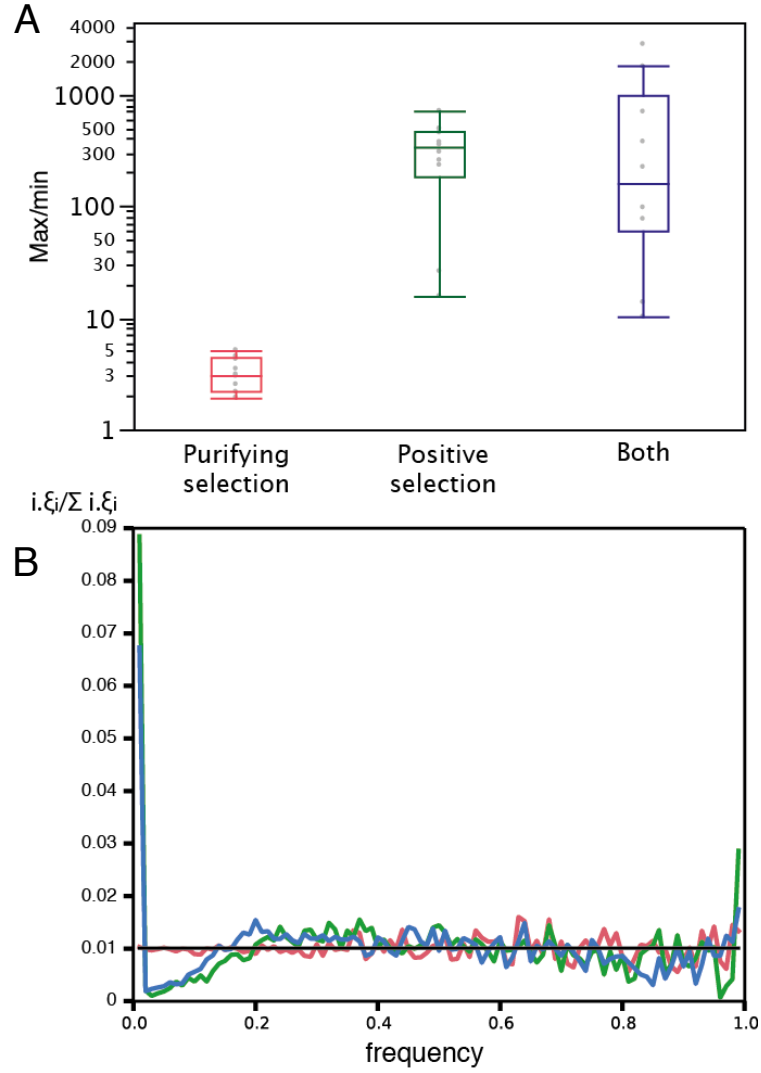 A
4000
2000
1000
500
300
100
50
30
10
5
3
1
Max/min
Purifying selection
Positive selection
Both
i.ξi/Σ i.ξi
B
0.09
0.08
0.07
0.06
0.05
0.04
0.03
0.02
0.01
0
0.0 0.2 0.4 0.6 0.8 1.0
frequency